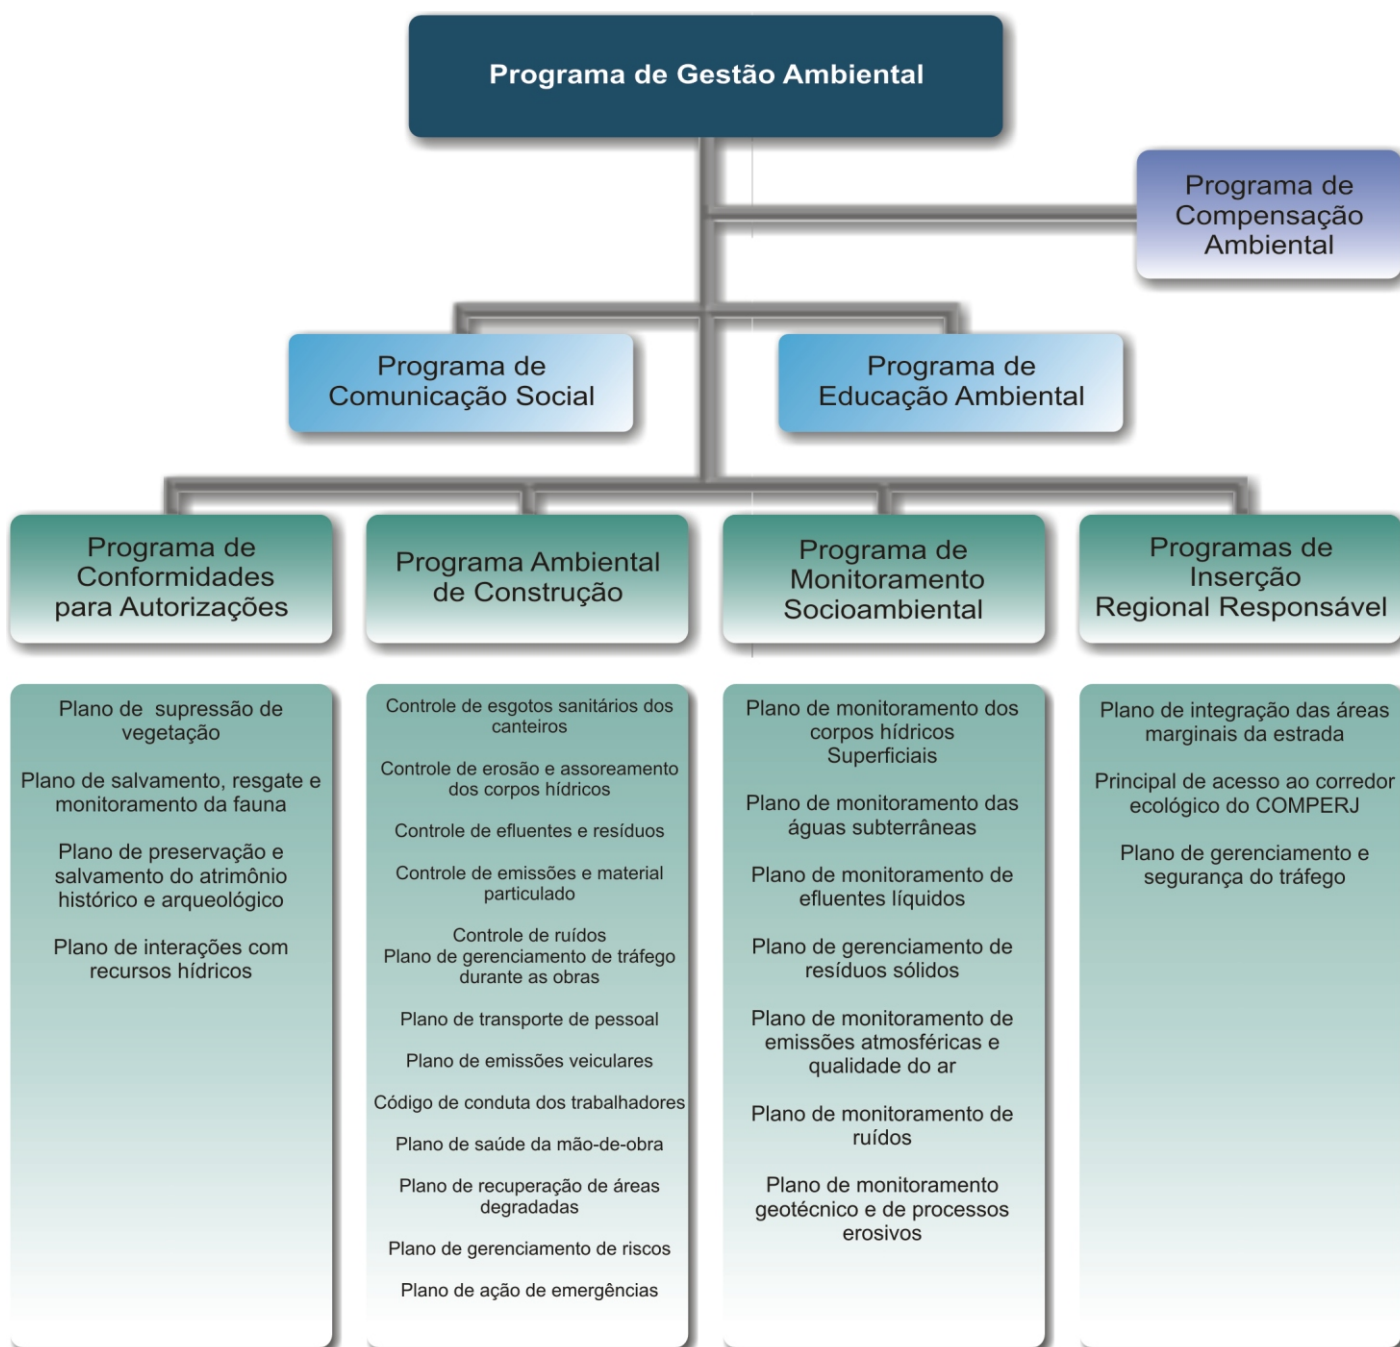 Programa de Gestão Ambiental
Programa de
Compensação
Ambiental
Programa de
Comunicação Social
Programa de
Educação Ambiental
Programa de
Conformidades
para Autorizações
Programa Ambiental
de Construção
Programa de
Monitoramento
Socioambiental
Programas de
Inserção
Regional Responsável
Plano de supressão de
vegetação
Plano de salvamento, resgate e
monitoramento da fauna
Plano de preservação e
salvamento do atrimônio
histórico e arqueológico
Plano de interações com
recursos hídricos
Controle de esgotos sanitários dos
canteiros
Controle de erosão e assoreamento
dos corpos hídricos
Controle de efluentes e resíduos
Controle de emissões e material
particulado
Controle de ruídos
Plano de gerenciamento de tráfego
durante as obras
Plano de transporte de pessoal
Plano de emissões veiculares
Código de conduta dos trabalhadores
Plano de saúde da mão-de-obra
Plano de recuperação de áreas
degradadas
Plano de gerenciamento de riscos
Plano de ação de emergências
Plano de monitoramento dos
corpos hídricos
Superficiais
Plano de monitoramento das
águas subterrâneas
Plano de monitoramento de
efluentes líquidos
Plano de gerenciamento de
resíduos sólidos
Plano de monitoramento de
emissões atmosféricas e
qualidade do ar
Plano de monitoramento de
ruídos
Plano de monitoramento
geotécnico e de processos
erosivos
Plano de integração das áreas
marginais da estrada
Principal de acesso ao corredor
ecológico do COMPERJ
Plano de gerenciamento e
segurança do tráfego